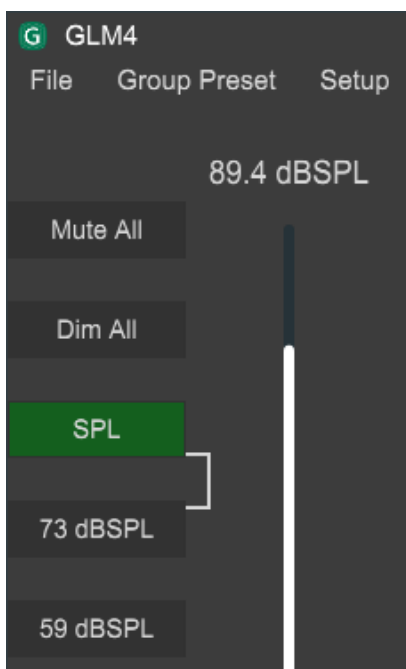 G GLM4
File Group Preset Setup
89.4 dBSPL
Mute All
Dim All
SPL
73 dBSPL
59 dBSPL